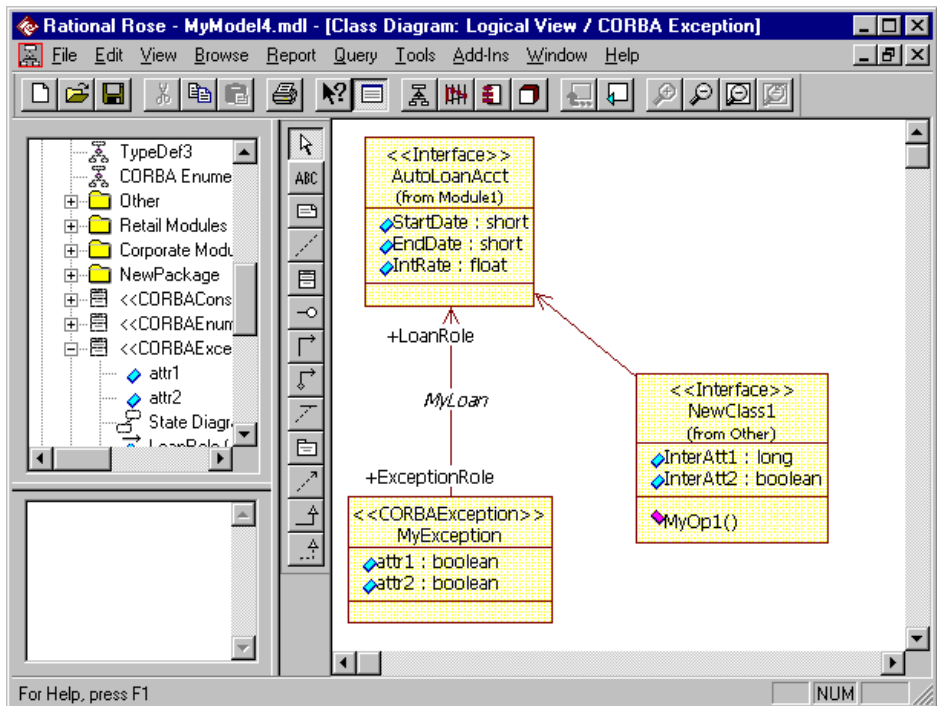 Rational Rose - MyModel4.mdl - [Class Diagram: Logical View / CORBA Exception]
File Edit View Browse Report Query Tools Add-Ins Window Help
TypeDef3
CORBA Enume
Other
Retail Modules
Corporate Modu
NewPackage
<<CORBACons
<<CORBAEnum
<<CORBAExce
attr1
attr2
State Diagra
LoanRole (
ABC
<<Interface>>
AutoLoanAcct
(from Module1)
StartDate : short
EndDate : short
IntRate : float
+LoanRole
MyLoan
+ExceptionRole
<<CORBAException>>
MyException
attr1 : boolean
attr2 : boolean
<<Interface>>
NewClass1
(from Other)
InterAtt1 : long
InterAtt2 : boolean
MyOp1()
For Help, press F1
NUM